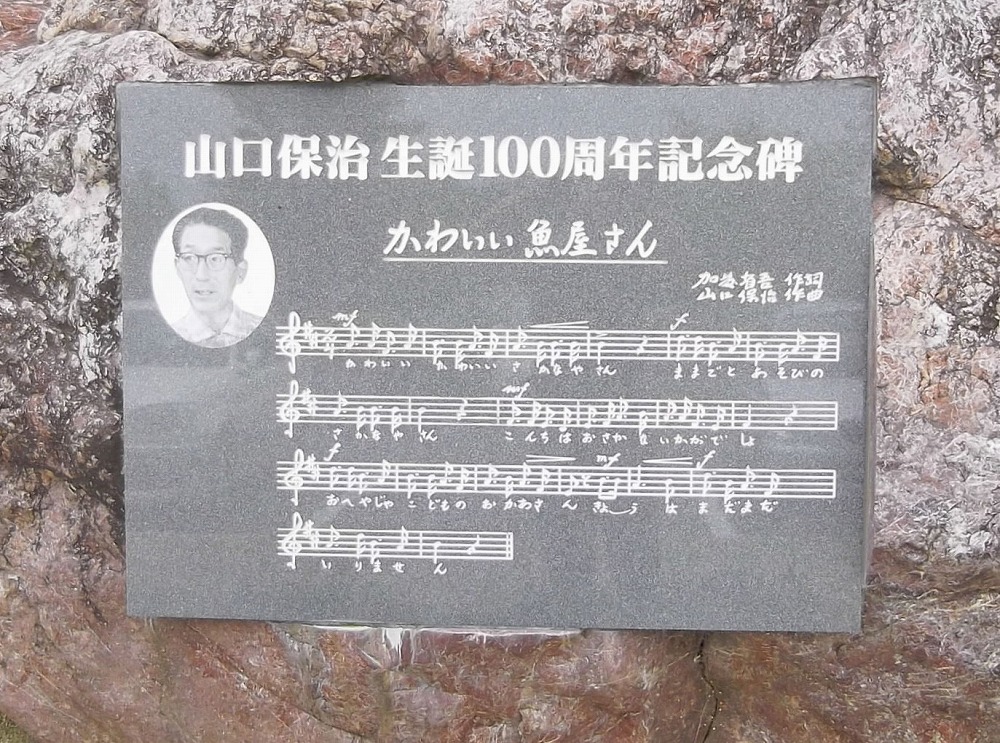 山口保治 生誕100周年記念碑
かわいい魚屋さん
加藤省吾 作詞
山口保治 作曲
mf f
かわいい かわいい さかなやさん ままごとあそびの
mf
さかなやさん こんちはおさかないかがでしょ
f mf f
おへやじゃこどもの おかあさん きょうは まだまだ
いりません